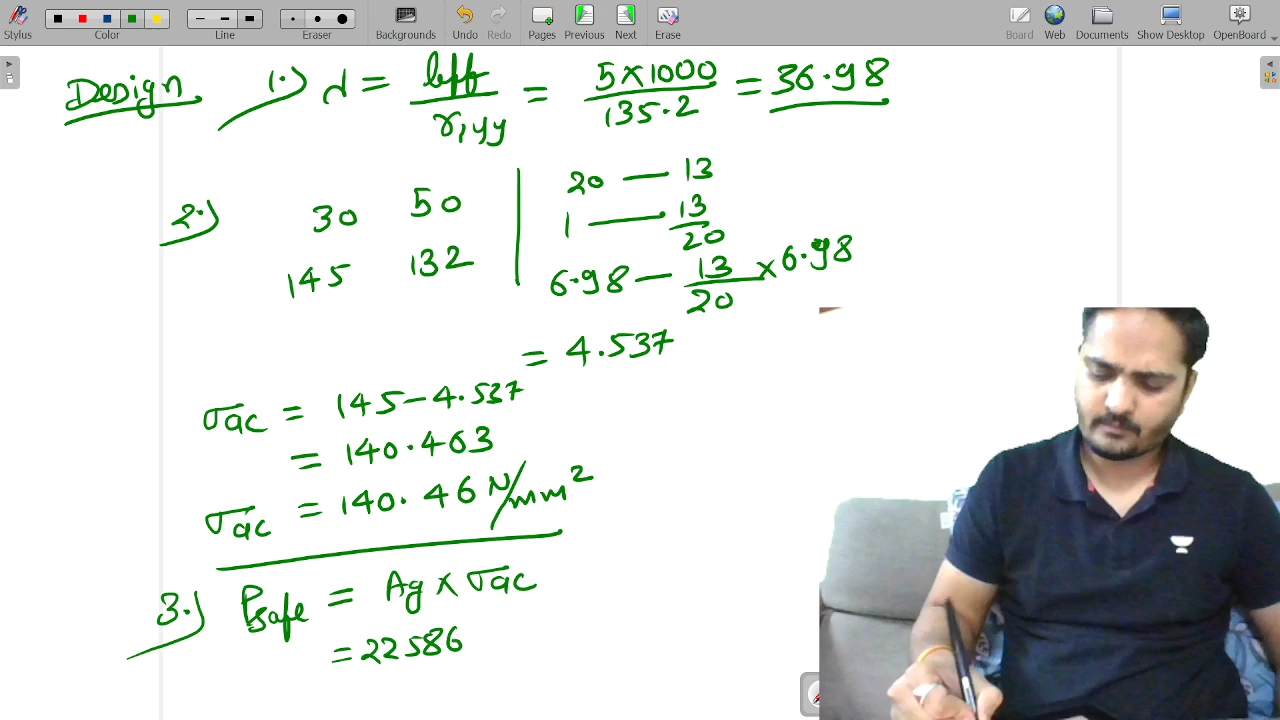 Stylus Color Line Eraser Backgrounds Undo Redo Pages Previous Next Erase Board Web Documents Show Desktop OpenBoard
Design 1.) λ = leff / r,yy = 5×1000 / 135.2 = 36.98
2.) 30 50
145 132
20 — 13
1 — 13/20
6.98 — 13/20 × 6.98
= 4.537
σac = 145-4.537
= 140.463
σac = 140.46 N/mm²
3.) Psafe = Ag × σac
= 22586